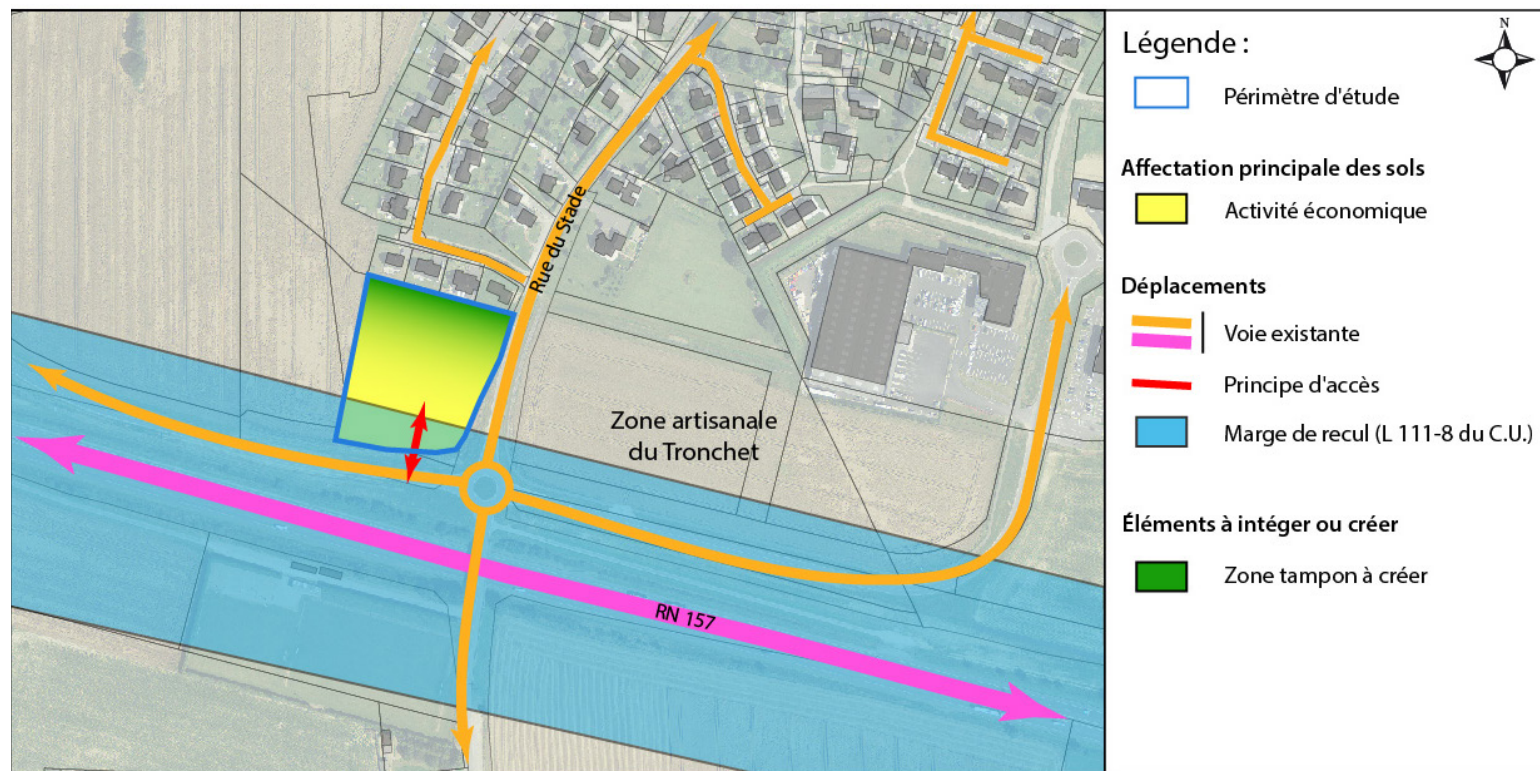 Rue du Stade
Zone artisanale
du Tronchet
RN 157
Légende :
N
Périmètre d'étude
Affectation principale des sols
Activité économique
Déplacements
Voie existante
Principe d'accès
Marge de recul (L 111-8 du C.U.)
Éléments à intéger ou créer
Zone tampon à créer